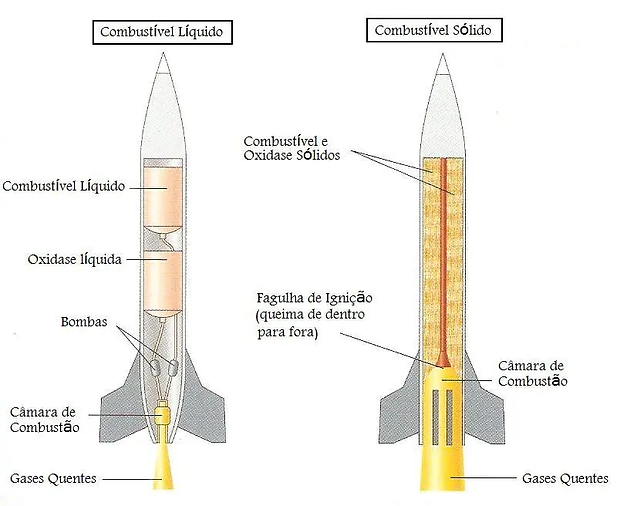 Combustível Líquido
Combustível Sólido
Combustível e
Oxidase Sólidos
Combustível Líquido
Oxidase líquida
Fagulha de Ignição
(queima de dentro
para fora)
Bombas
Câmara de
Combustão
Câmara de
Combustão
Gases Quentes
Gases Quentes